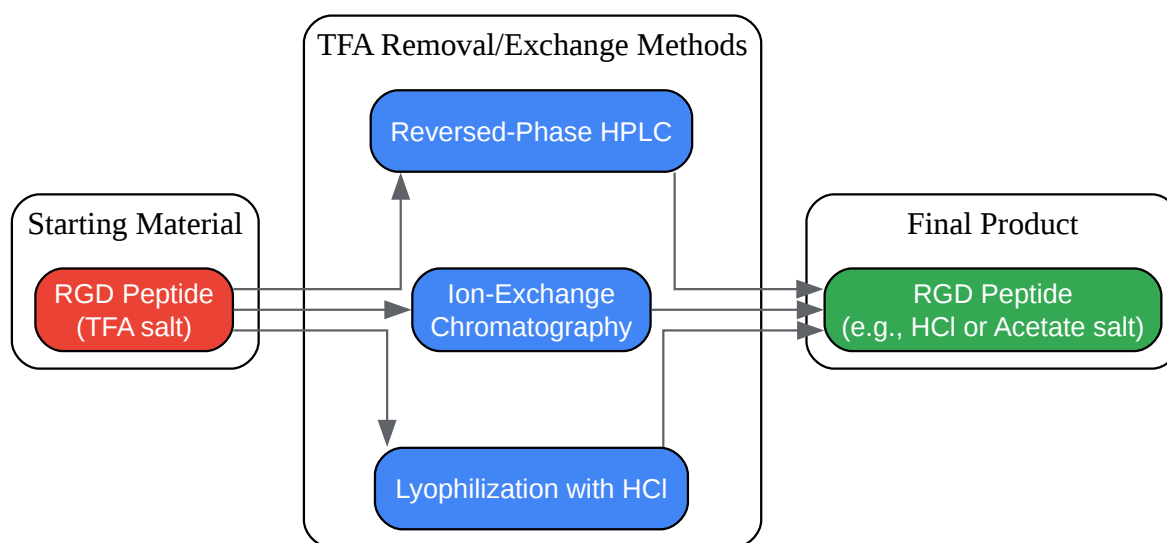 TFA Removal/Exchange Methods
Reversed-Phase HPLC
Starting Material
RGD Peptide
(TFA salt)
Ion-Exchange
Chromatography
Final Product
RGD Peptide
(e.g., HCl or Acetate salt)
Lyophilization with HCl